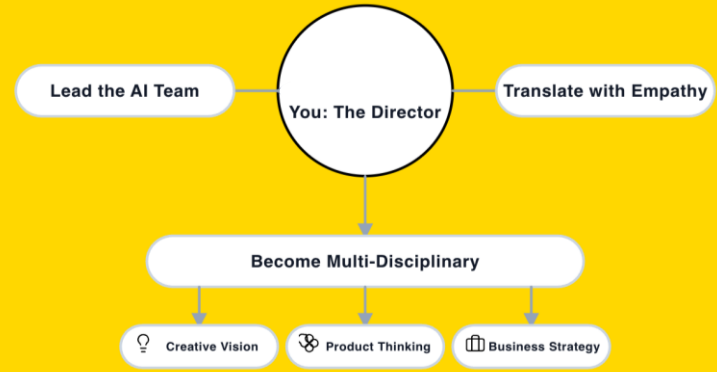 Lead the AI Team
You: The Director
Translate with Empathy
Become Multi-Disciplinary
Creative Vision
Product Thinking
Business Strategy